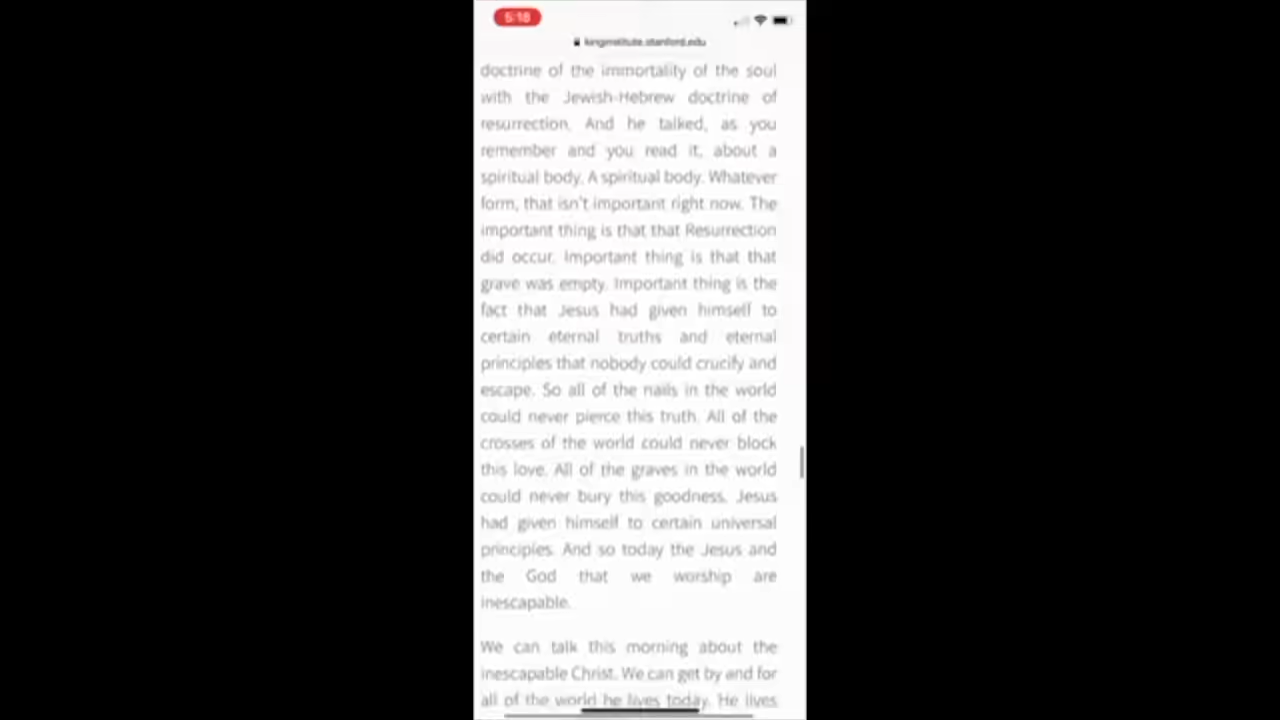 5:18
kinginstitute.stanford.edu
doctrine of the immortality of the soul
with the Jewish-Hebrew doctrine of
resurrection. And he talked, as you
remember and you read it, about a
spiritual body. A spiritual body. Whatever
form, that isn't important right now. The
important thing is that that Resurrection
did occur. Important thing is that that
grave was empty. Important thing is the
fact that Jesus had given himself to
certain eternal truths and eternal
principles that nobody could crucify and
escape. So all of the nails in the world
could never pierce this truth. All of the
crosses of the world could never block
this love. All of the graves in the world
could never bury this goodness. Jesus
had given himself to certain universal
principles. And so today the Jesus and
the God that we worship are
inescapable.
We can talk this morning about the
inescapable Christ. We can get by and for
all of the world he lives today. He lives